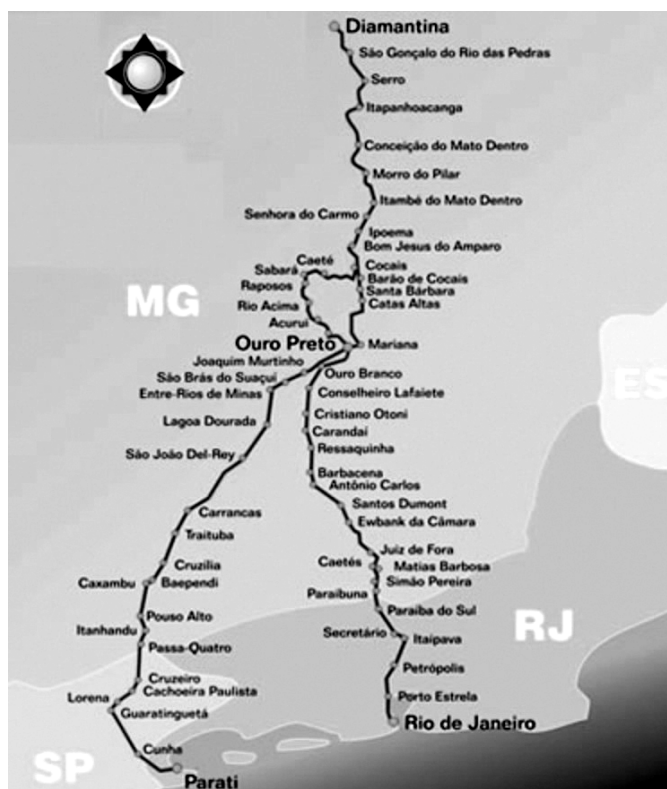 Diamantina
São Gonçalo do Rio das Pedras
Serro
Itapanhoacanga
Conceição do Mato Dentro
Morro do Pilar
Itambé do Mato Dentro
Senhora do Carmo
Ipoema
Bom Jesus do Amparo
Caeté
Cocais
Sabará
Barão de Cocais
Raposos
Santa Bárbara
MG
Rio Acima
Catas Altas
Acurui
Ouro Preto
Mariana
Joaquim Murtinho
Ouro Branco
São Brás do Suaçui
ES
Entre-Rios de Minas
Conselheiro Lafaiete
Lagoa Dourada
Cristiano Otoni
Carandaí
Ressaquinha
São João Del-Rey
Barbacena
Antônio Carlos
Santos Dumont
Carrancas
Ewbank da Câmara
Traituba
Juiz de Fora
Cruzília
Caetés
Matias Barbosa
Caxambu
Baependi
Simão Pereira
Paraibuna
Pouso Alto
Paraíba do Sul
RJ
Itanhandu
Secretário
Itaipava
Passa-Quatro
Petrópolis
Cruzeiro
Cachoeira Paulista
Lorena
Porto Estrela
Guaratinguetá
Rio de Janeiro
Cunha
SP
Parati